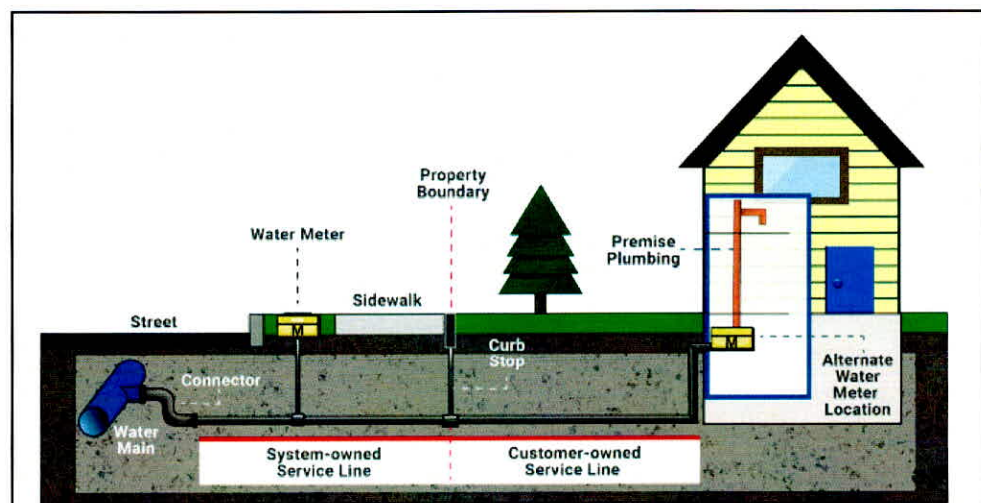 Property
Boundary
Water Meter
Premise
Plumbing
Sidewalk
Street
M
M
Curb
Stop
Connector
Alternate
Water
Meter
Location
Water
Main
System-owned
Service Line
Customer-owned
Service Line